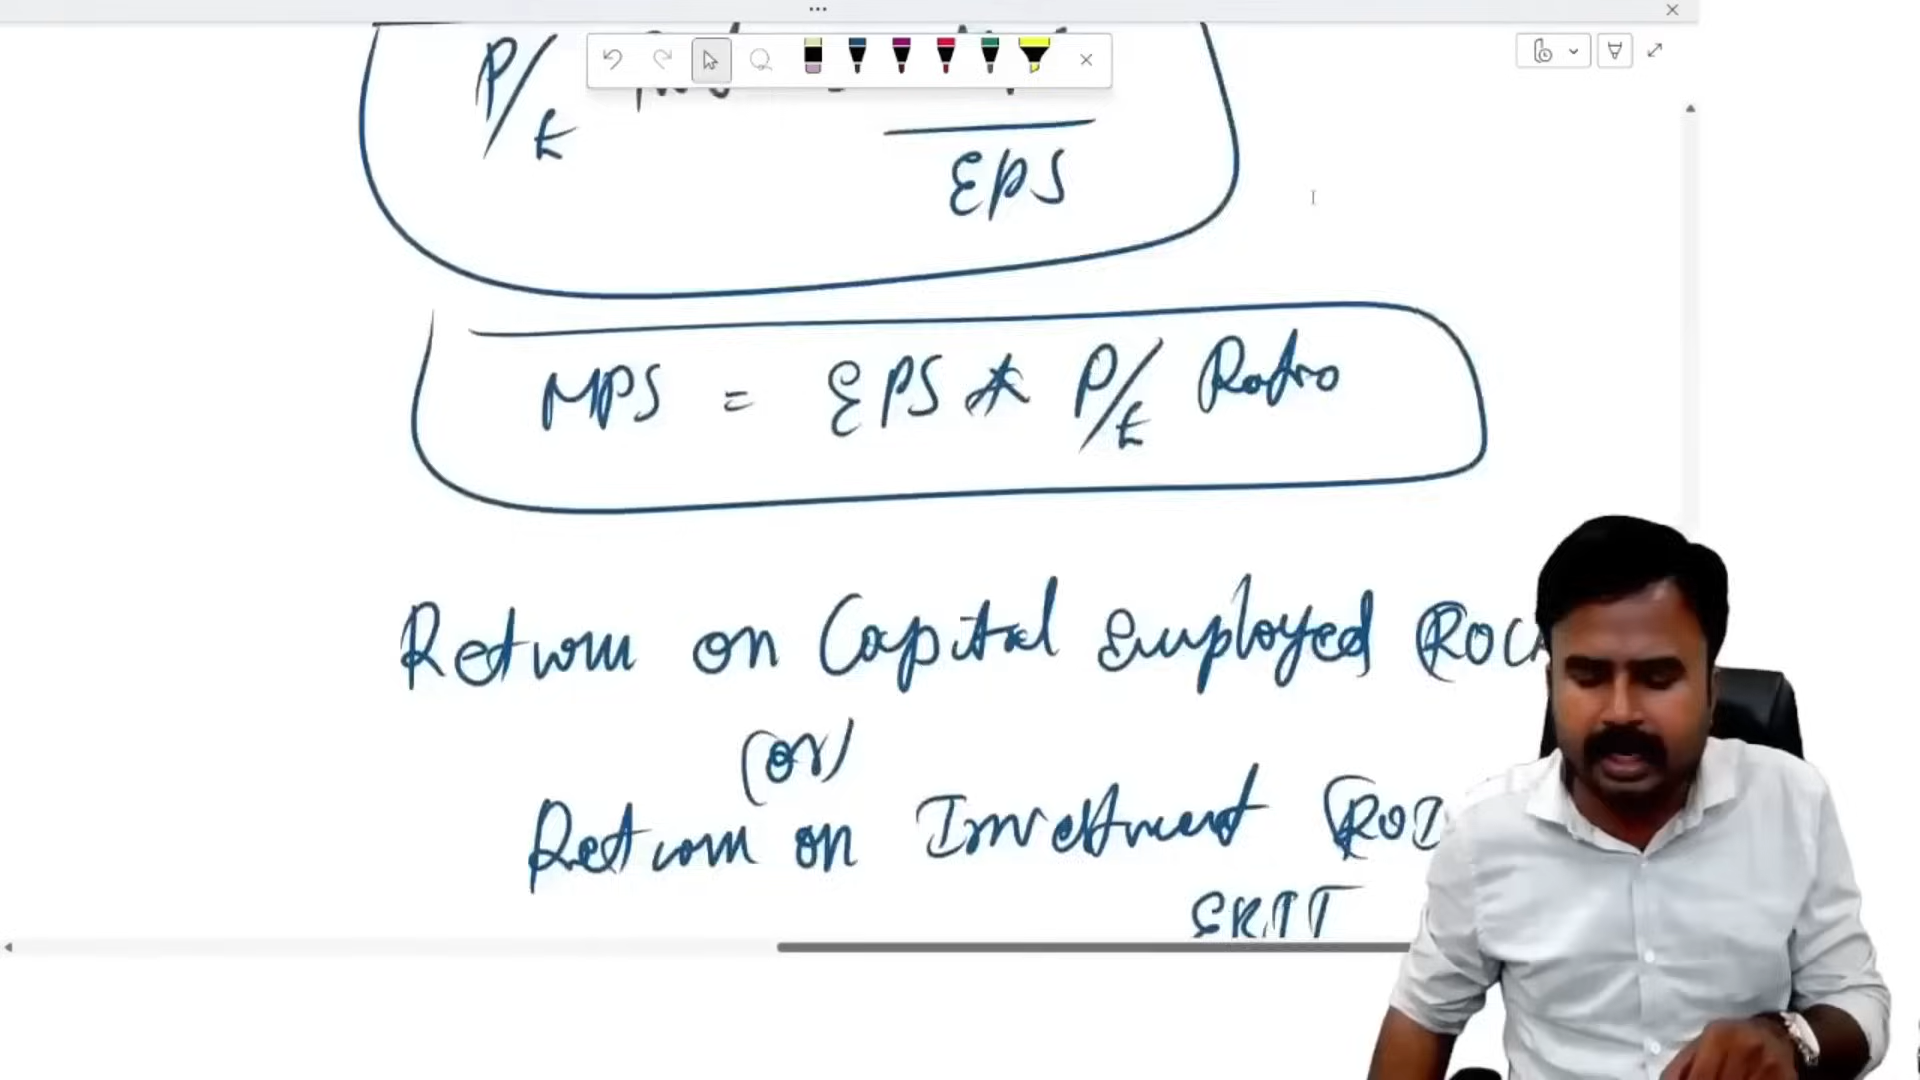 P/E
EPS
MPS = EPS * P/E Ratio
Return on Capital Employed (ROC
(or)
Return on Investment (ROI
EBIT